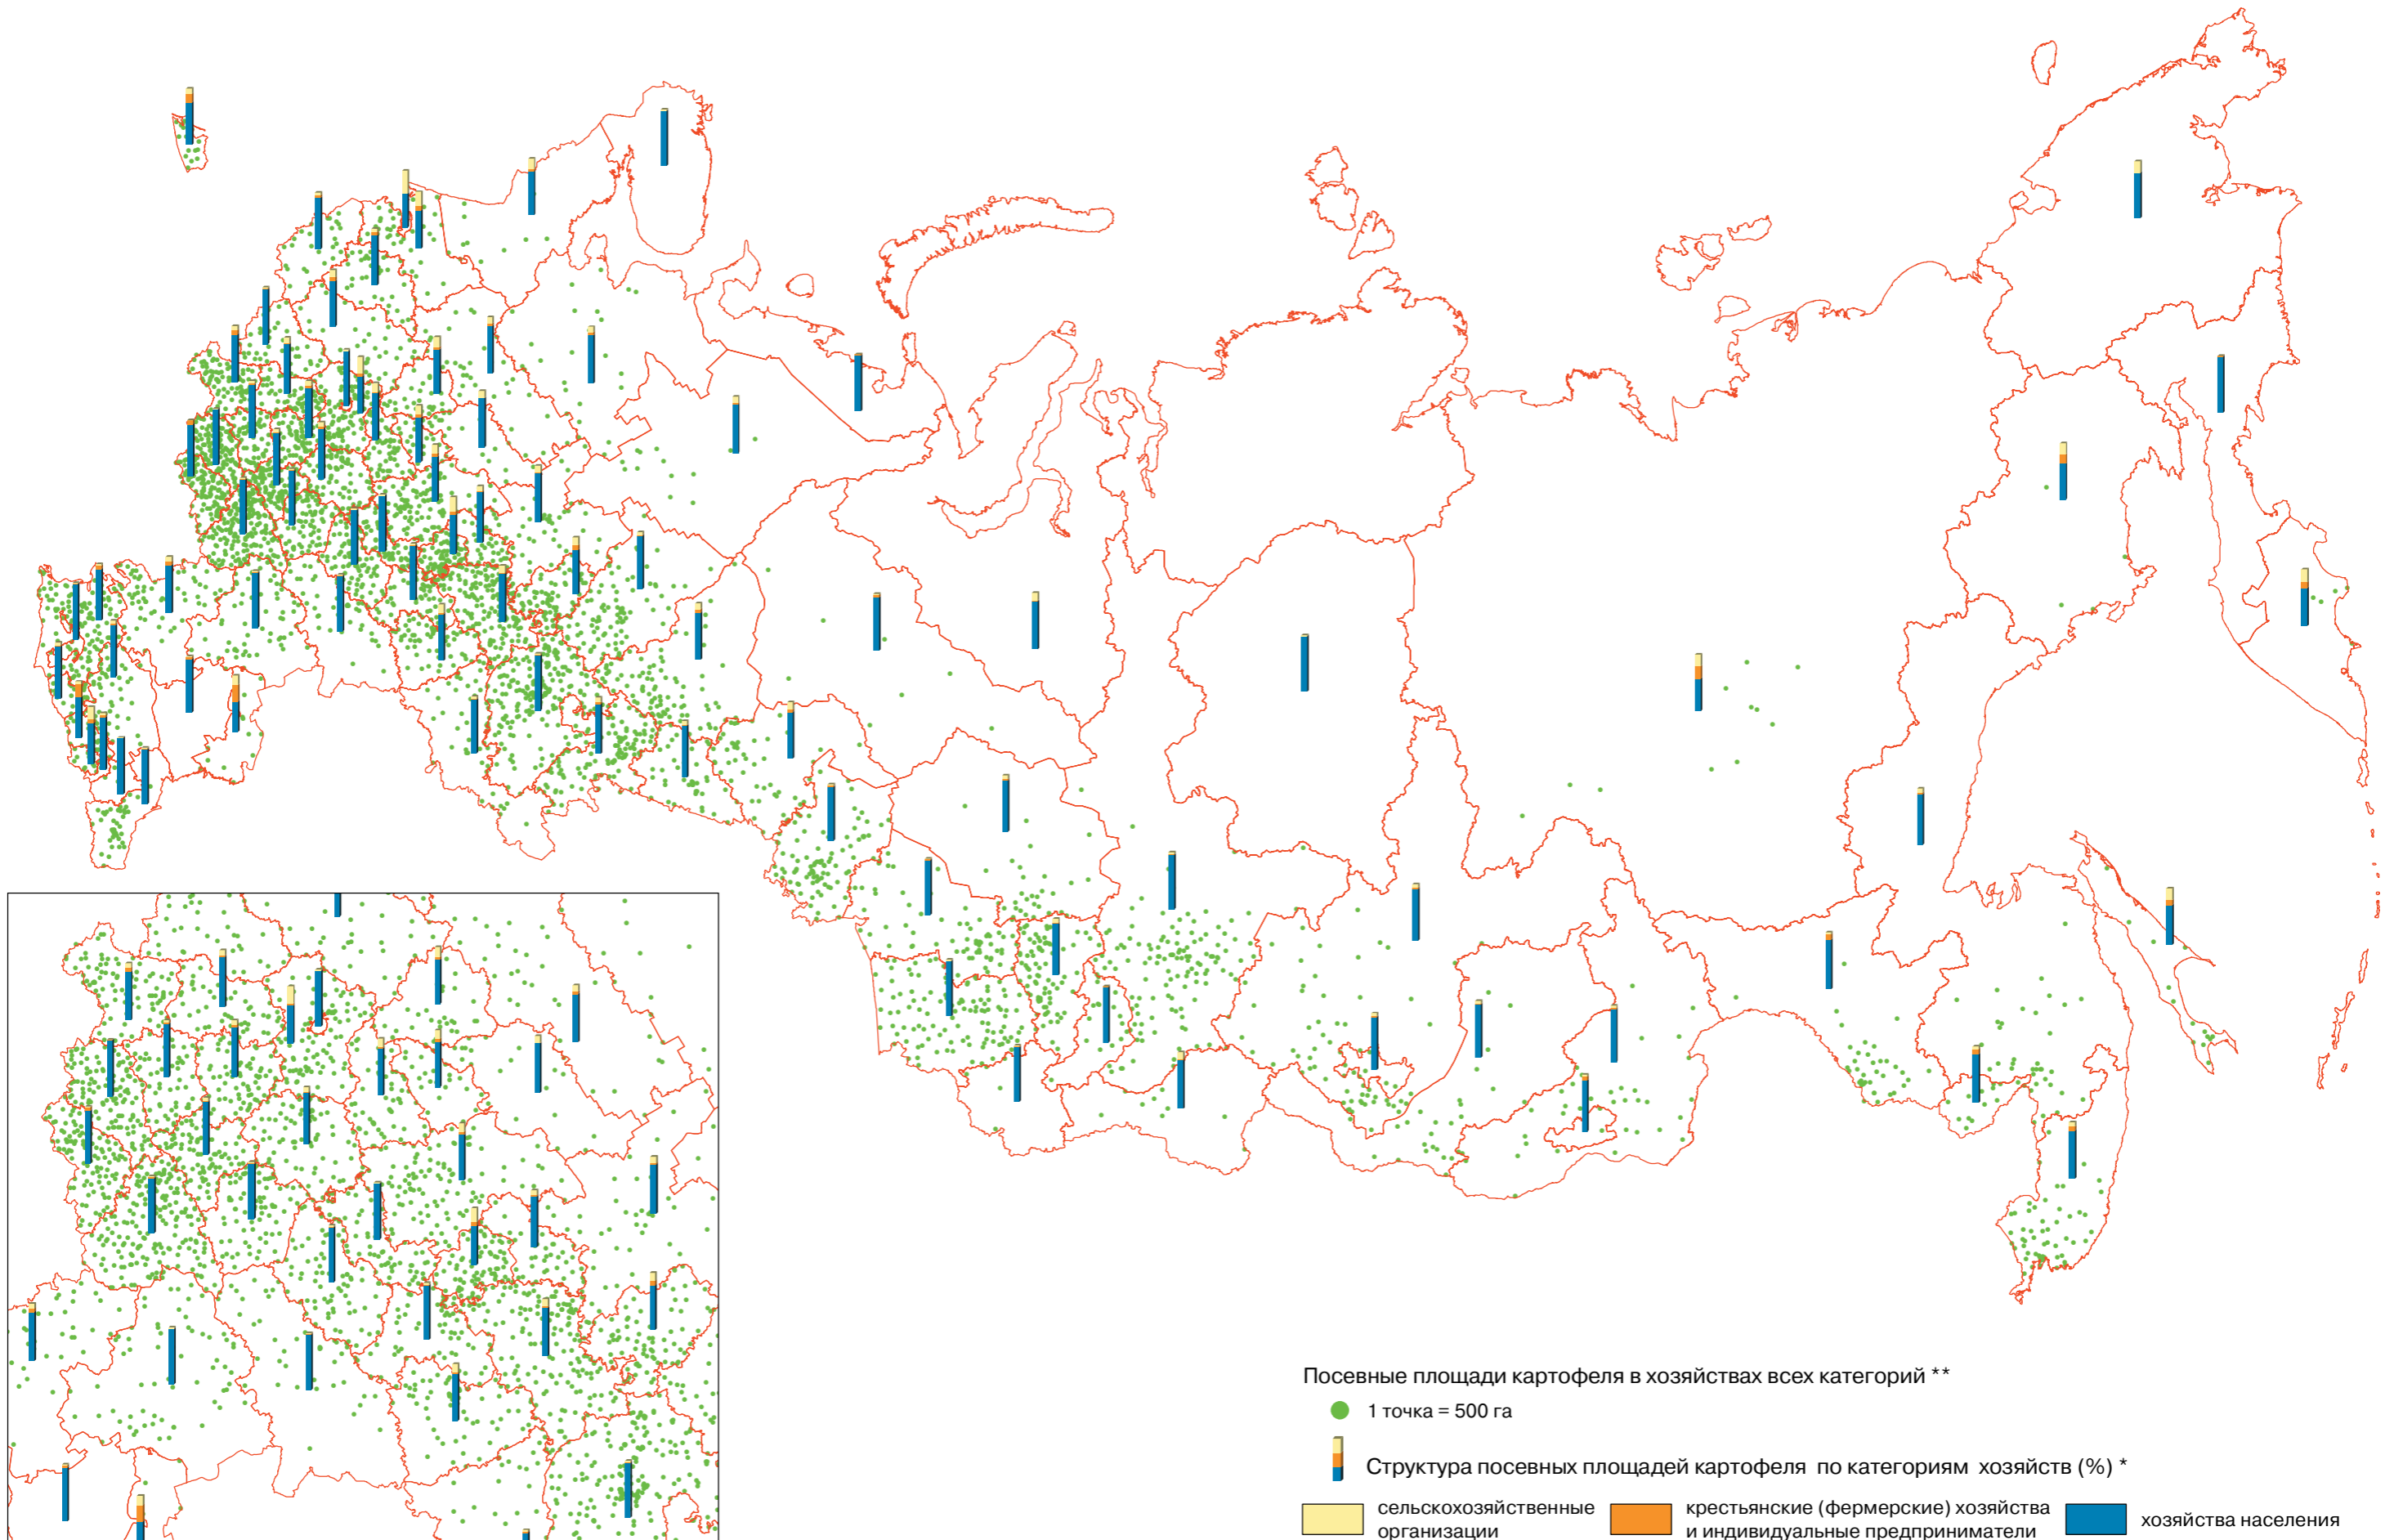 Посевные площади картофеля в хозяйствах всех категорий **
1 точка = 500 га
Структура посевных площадей картофеля по категориям хозяйств (%) *
сельскохозяйственные
организации
крестьянские (фермерские) хозяйства
и индивидуальные предприниматели
хозяйства населения